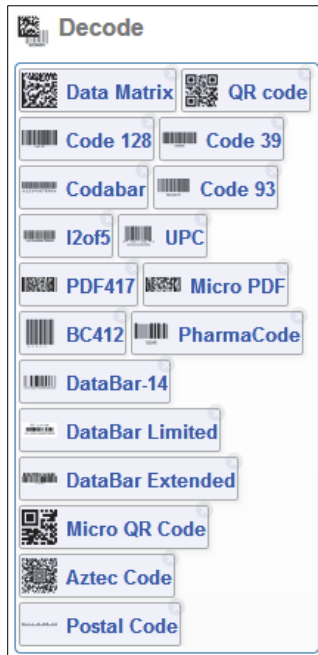 Decode
Data Matrix QR code
Code 128 Code 39
Codabar Code 93
I2of5 UPC
PDF417 Micro PDF
BC412 PharmaCode
DataBar-14
DataBar Limited
DataBar Extended
Micro QR Code
Aztec Code
Postal Code